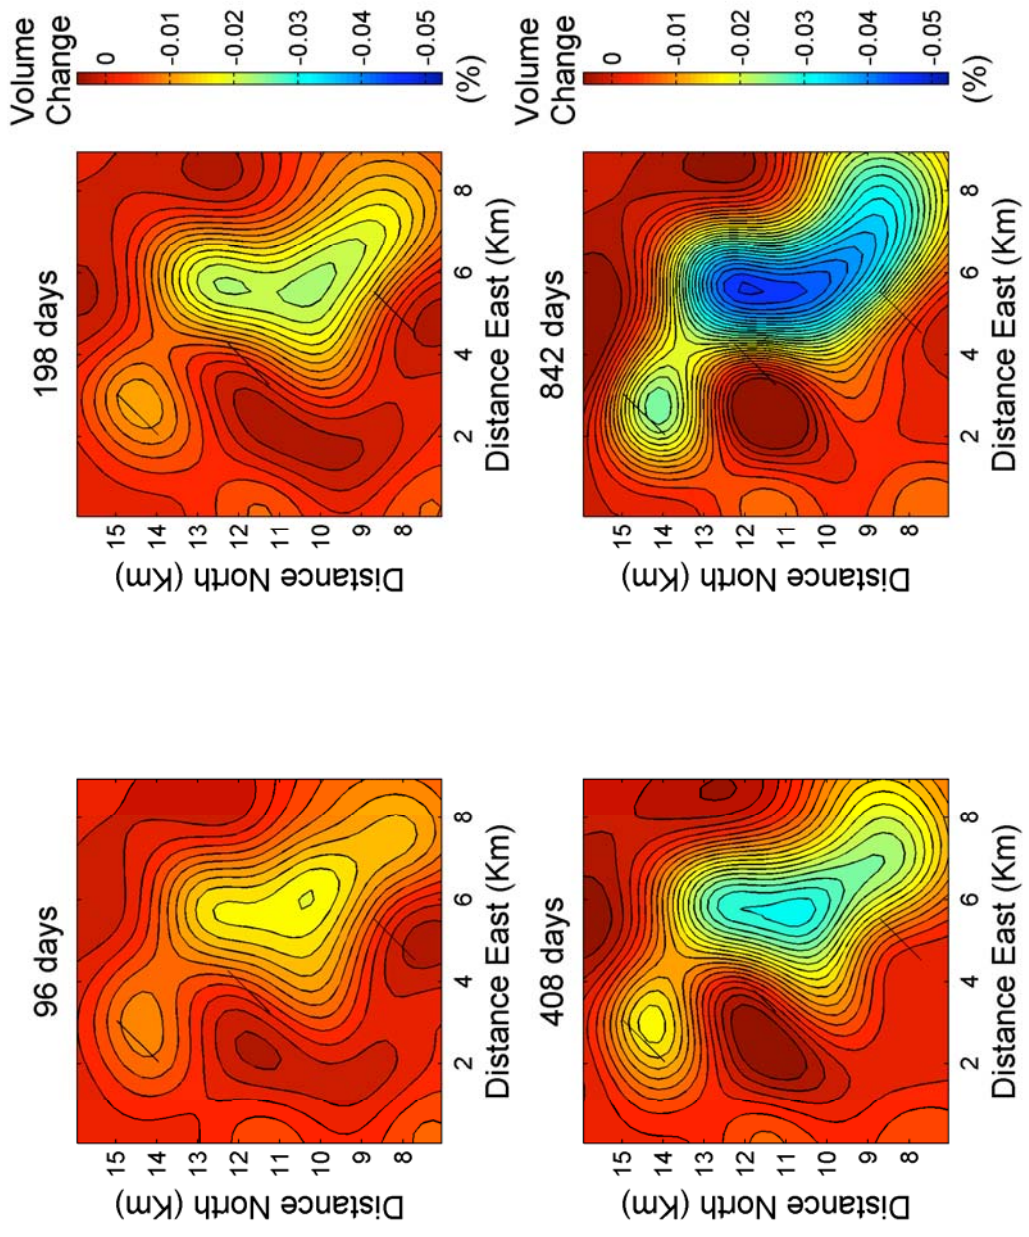 96 days
Distance North (Km)
15
14
13
12
11
10
9
8
2 4 6 8
Distance East (Km)
198 days
Distance North (Km)
15
14
13
12
11
10
9
8
2 4 6 8
Distance East (Km)
Volume
Change
0
-0.01
-0.02
-0.03
-0.04
-0.05
(%)
408 days
Distance North (Km)
15
14
13
12
11
10
9
8
2 4 6 8
Distance East (Km)
842 days
Distance North (Km)
15
14
13
12
11
10
9
8
2 4 6 8
Distance East (Km)
Volume
Change
0
-0.01
-0.02
-0.03
-0.04
-0.05
(%)